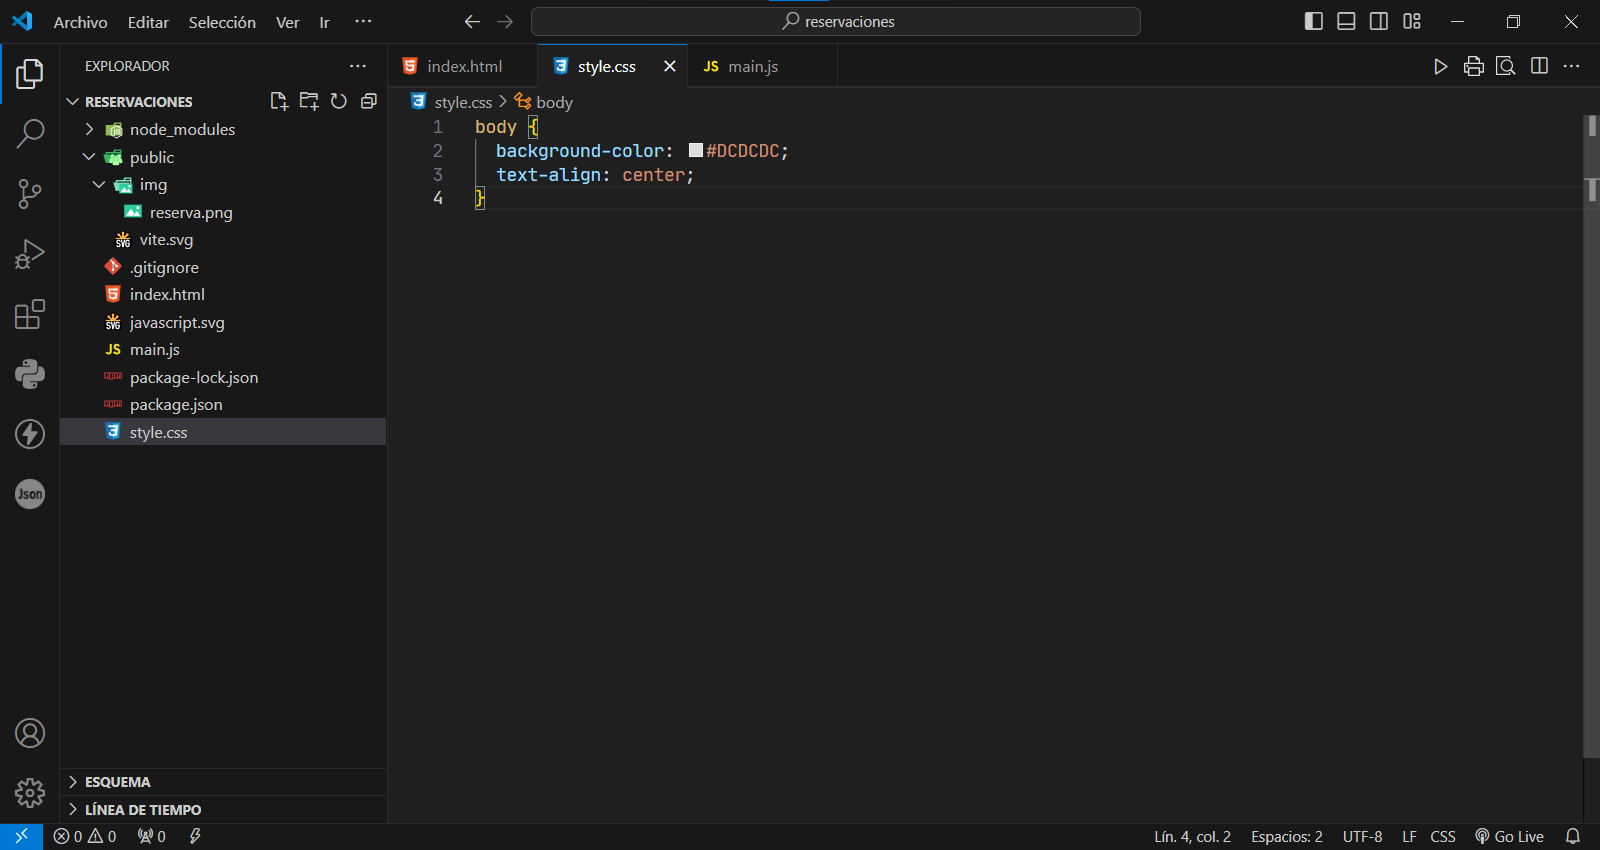 Archivo Editar Selección Ver Ir ···
reservaciones
EXPLORADOR ···
RESERVACIONES
node_modules
public
img
reserva.png
vite.svg
.gitignore
index.html
javascript.svg
main.js
package-lock.json
package.json
style.css
ESQUEMA
LÍNEA DE TIEMPO
Json
index.html style.css JS main.js
style.css > body
1 body {
2 background-color: #DCDCDC;
3 text-align: center;
4 }
0 0 0
Lín. 4, col. 2 Espacios: 2 UTF-8 LF CSS Go Live